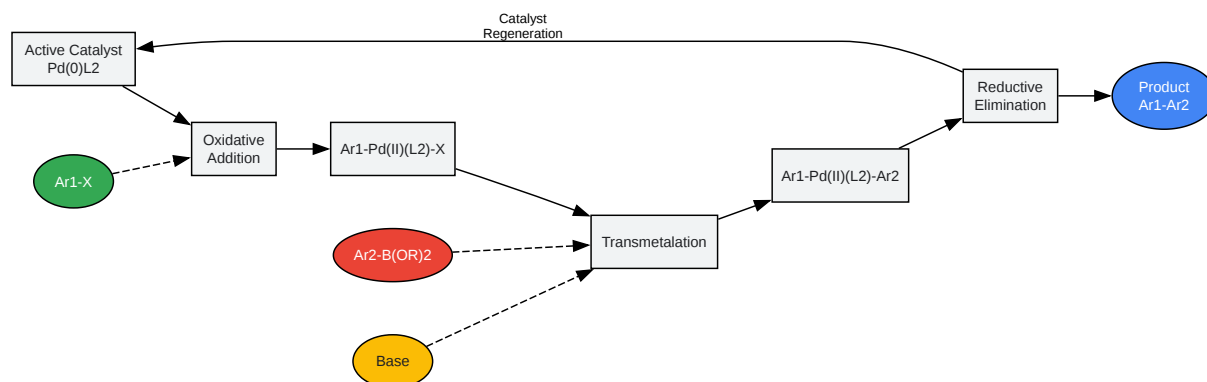 Catalyst
Regeneration
Active Catalyst
Pd(0)L2
Oxidative
Addition
Ar1-X
Ar1-Pd(II)(L2)-X
Ar2-B(OR)2
Base
Transmetalation
Ar1-Pd(II)(L2)-Ar2
Reductive
Elimination
Product
Ar1-Ar2